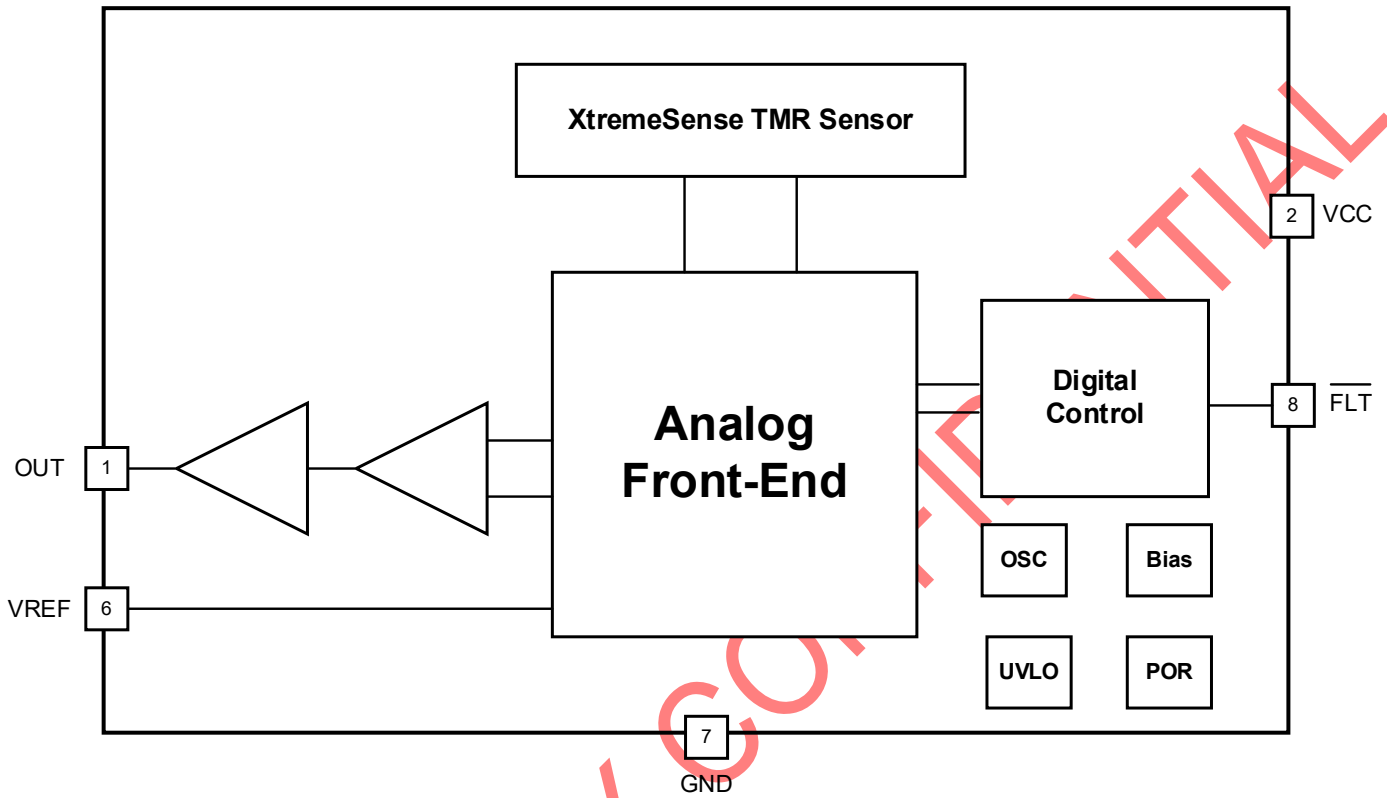 XtremeSense TMR Sensor
2 VCC
Digital
Control
8 FLT
Analog
Front-End
OUT 1
OSC
Bias
VREF 6
UVLO
POR
7
GND
CONFIDENTIAL